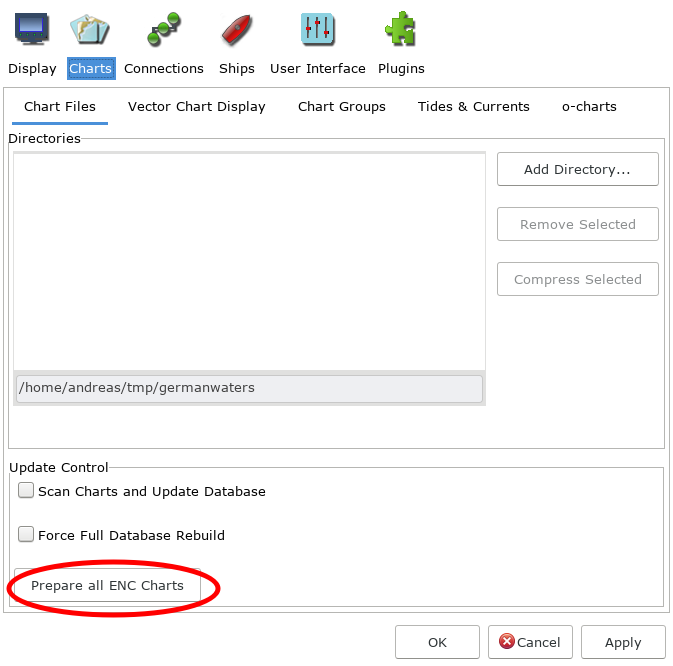 Display Charts Connections Ships User Interface Plugins
Chart Files Vector Chart Display Chart Groups Tides & Currents o-charts
Directories
Add Directory...
Remove Selected
Compress Selected
/home/andreas/tmp/germanwaters
Update Control
Scan Charts and Update Database
Force Full Database Rebuild
Prepare all ENC Charts
OK Cancel Apply